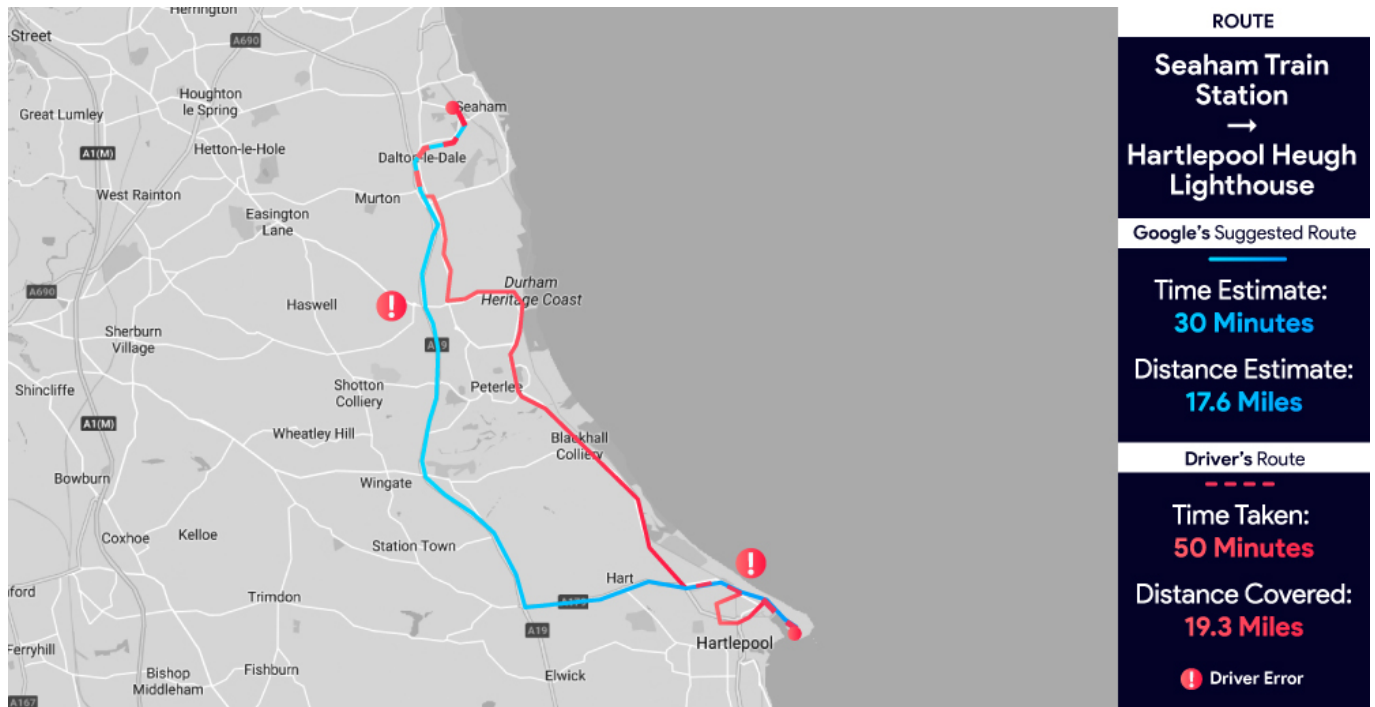 Herrington
-Street
A690
Houghton
le Spring
Seaham
Great Lumley
A1(M)
Hetton-le-Hole
Dalton-le-Dale
West Rainton
Murton
Easington
Lane
A690
Haswell
Durham
Heritage Coast
Sherburn
Village
A19
Shincliffe
Shotton
Colliery
Peterlee
A1(M)
Wheatley Hill
Blackhall
Colliery
Bowburn
Wingate
Coxhoe
Kelloe
Station Town
Hart
Trimdon
A179
A19
Hartlepool
Ferryhill
Bishop
Middleham
Fishburn
Elwick
A167
ROUTE
Seaham Train
Station
→
Hartlepool Heugh
Lighthouse
Google's Suggested Route
Time Estimate:
30 Minutes
Distance Estimate:
17.6 Miles
Driver's Route
Time Taken:
50 Minutes
Distance Covered:
19.3 Miles
! Driver Error